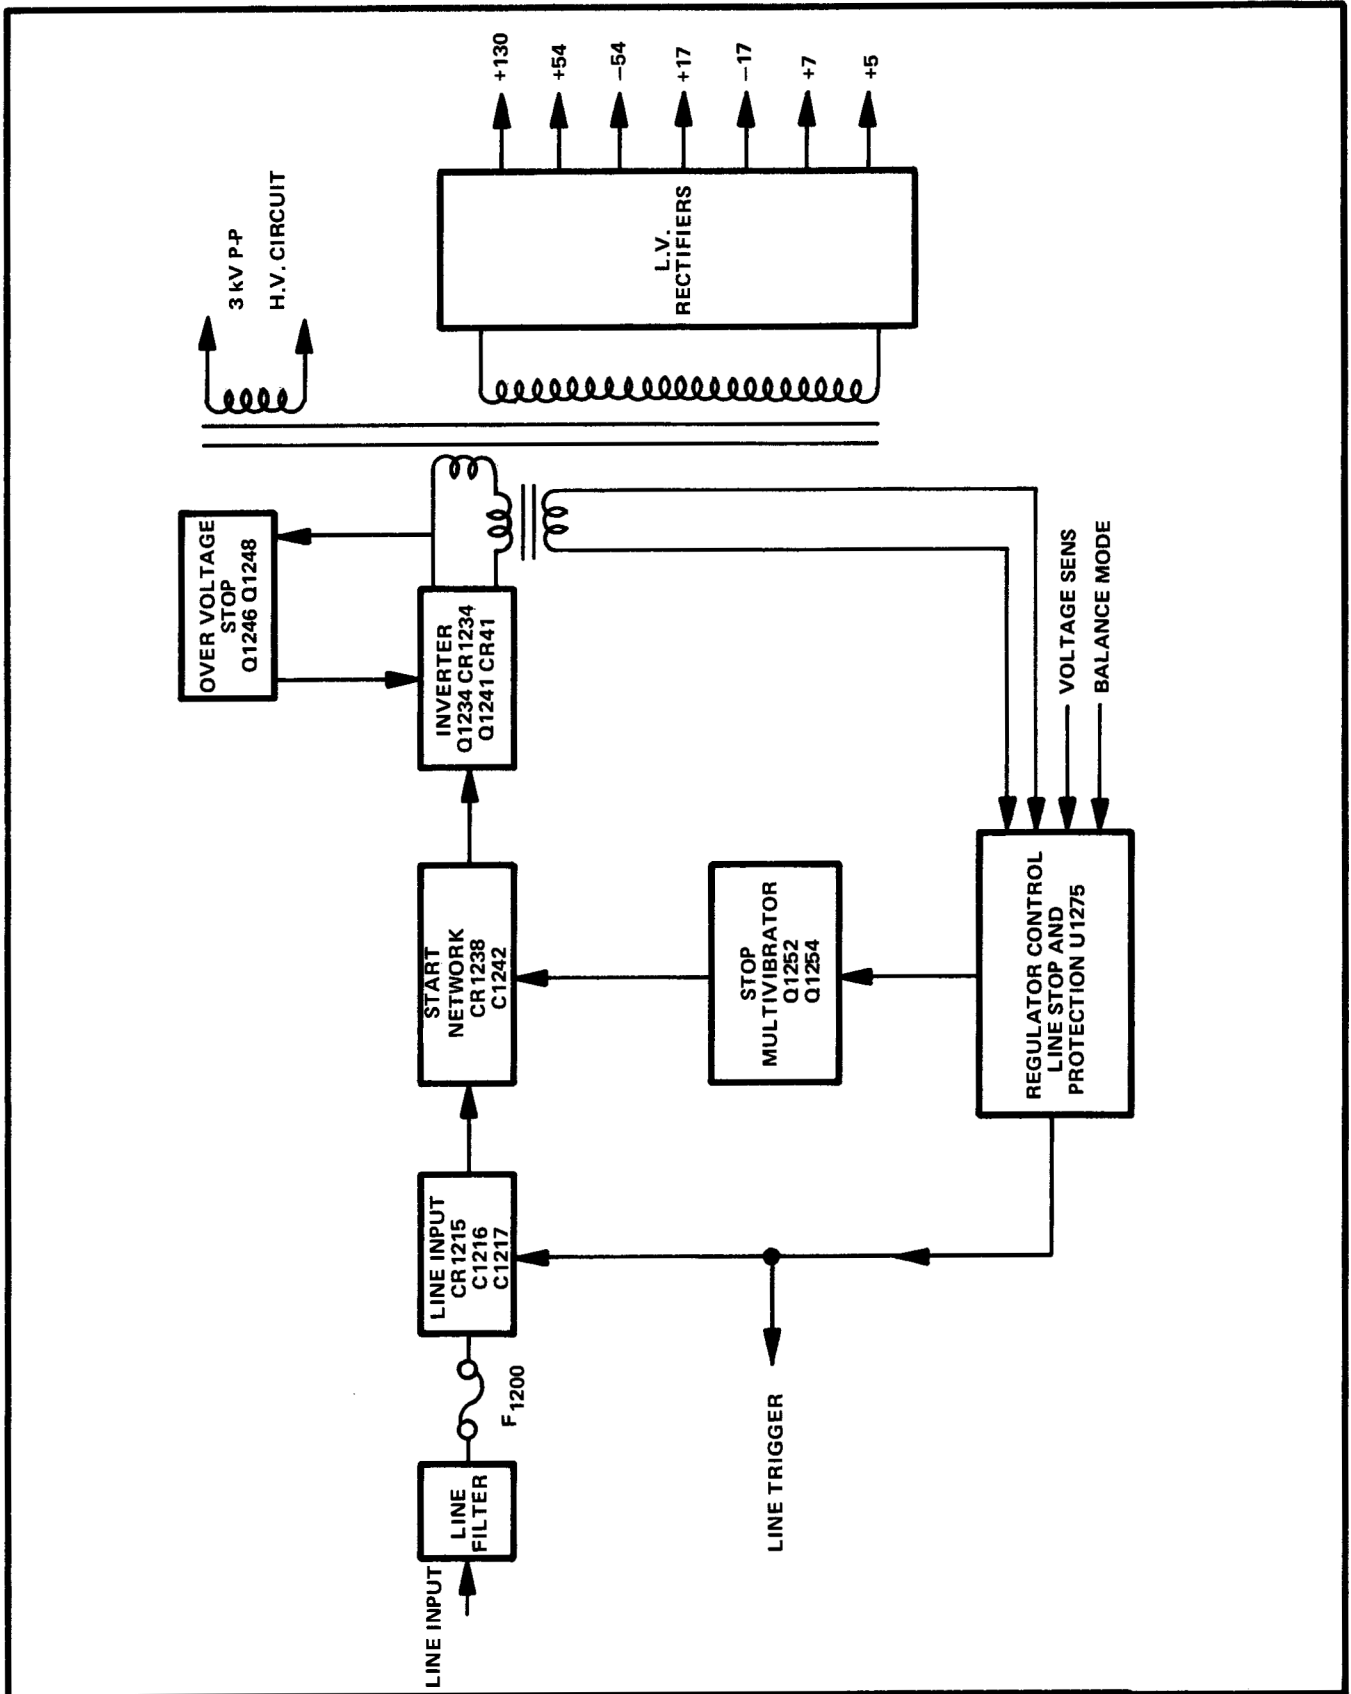 LINE INPUT
LINE
FILTER
F1200
LINE INPUT
CR1215
C1216
C1217
START
NETWORK
CR1238
C1242
INVERTER
Q1234 CR1234
Q1241 CR41
OVER VOLTAGE
STOP
Q1246 Q1248
3 kV P-P
H.V. CIRCUIT
L.V.
RECTIFIERS
+130
+54
−54
+17
−17
+7
+5
STOP
MULTIVIBRATOR
Q1252
Q1254
LINE TRIGGER
REGULATOR CONTROL
LINE STOP AND
PROTECTION U1275
VOLTAGE SENS
BALANCE MODE